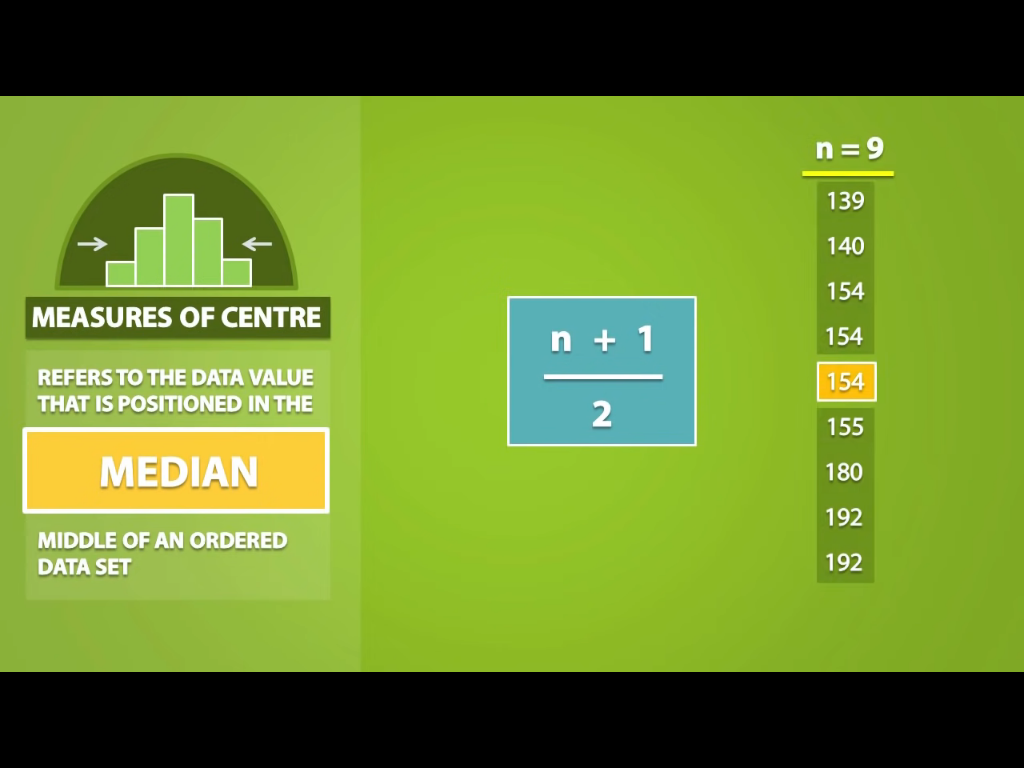 MEASURES OF CENTRE
REFERS TO THE DATA VALUE
THAT IS POSITIONED IN THE
MEDIAN
MIDDLE OF AN ORDERED
DATA SET
n + 1
2
n = 9
139
140
154
154
154
155
180
192
192